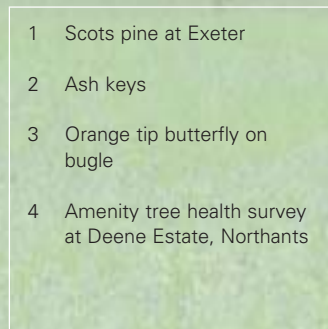 1 Scots pine at Exeter
2 Ash keys
3 Orange tip butterfly on
bugle
4 Amenity tree health survey
at Deene Estate, Northants